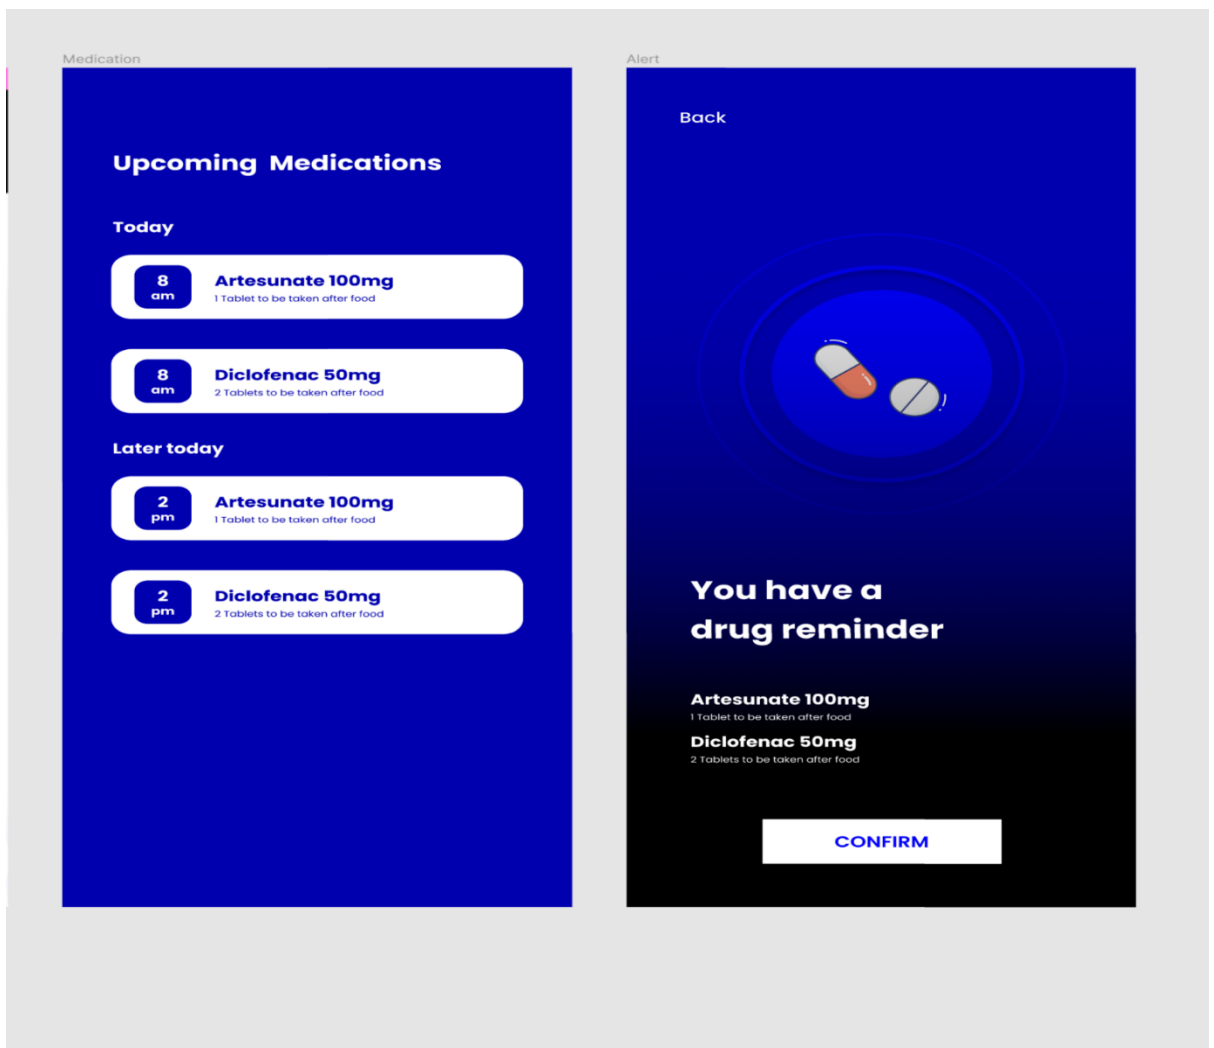 Medication
Upcoming Medications
Today
8
am
Artesunate 100mg
1 Tablet to be taken after food
8
am
Diclofenac 50mg
2 Tablets to be taken after food
Later today
2
pm
Artesunate 100mg
1 Tablet to be taken after food
2
pm
Diclofenac 50mg
2 Tablets to be taken after food
Alert
Back
You have a
drug reminder
Artesunate 100mg
1 Tablet to be taken after food
Diclofenac 50mg
2 Tablets to be taken after food
CONFIRM